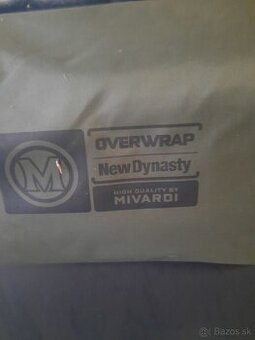 M
OVERWRAP
New Dynasty
HIGH QUALITY BY
MIVARDI
Bazos.sk